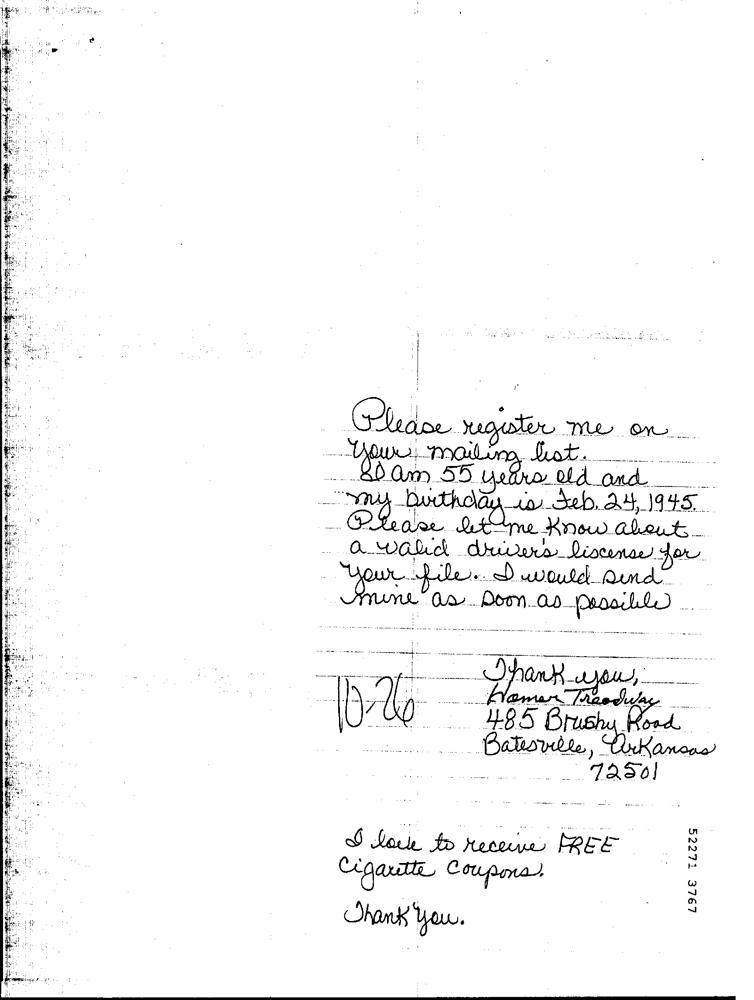 Please register me on
your mailing list.
I am 55 years old and
my birthday is Feb. 24, 1945.
Please let me know about
a valid driver's liscense for
your file. I would send
mine as soon as possible
Thank you,
Homer Treadway
10-26
485 Brushy Road
Batesville, Arkansas
72501
I love to receive FREE
Cigarette Coupons.
Thank You.
52271 3767